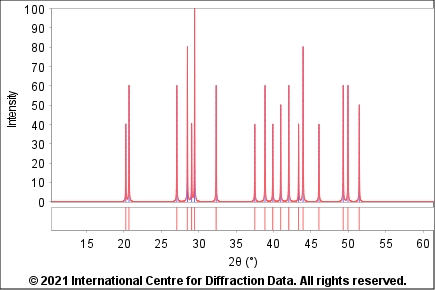 100
90
80
70
60
50
40
30
20
10
0
Intensity
15 20 25 30 35 40 45 50 55 60
2θ (°)
© 2021 International Centre for Diffraction Data. All rights reserved.